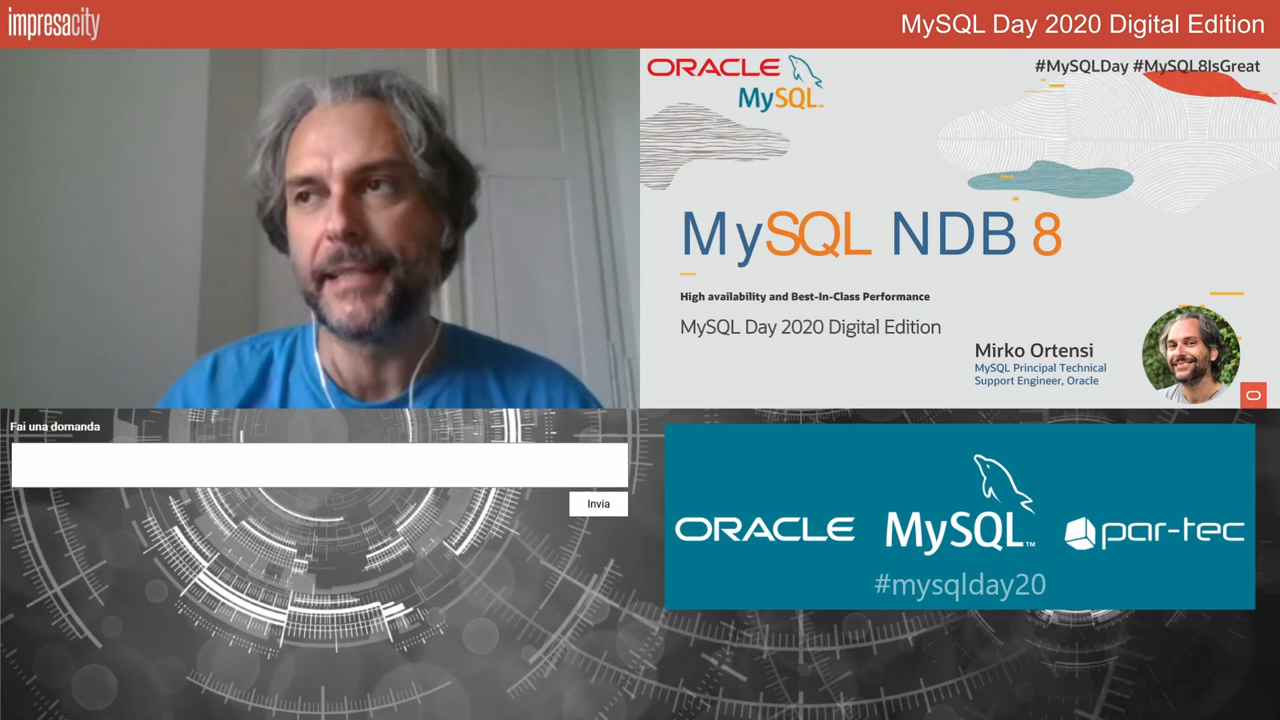 impresacity
MySQL Day 2020 Digital Edition
ORACLE
MySQL™
#MySQLDay #MySQL8IsGreat
MySQL NDB 8
High availability and Best-In-Class Performance
MySQL Day 2020 Digital Edition
Mirko Ortensi
MySQL Principal Technical
Support Engineer, Oracle
Fai una domanda
Invia
ORACLE
MySQL™
par-tec
#mysqlday20